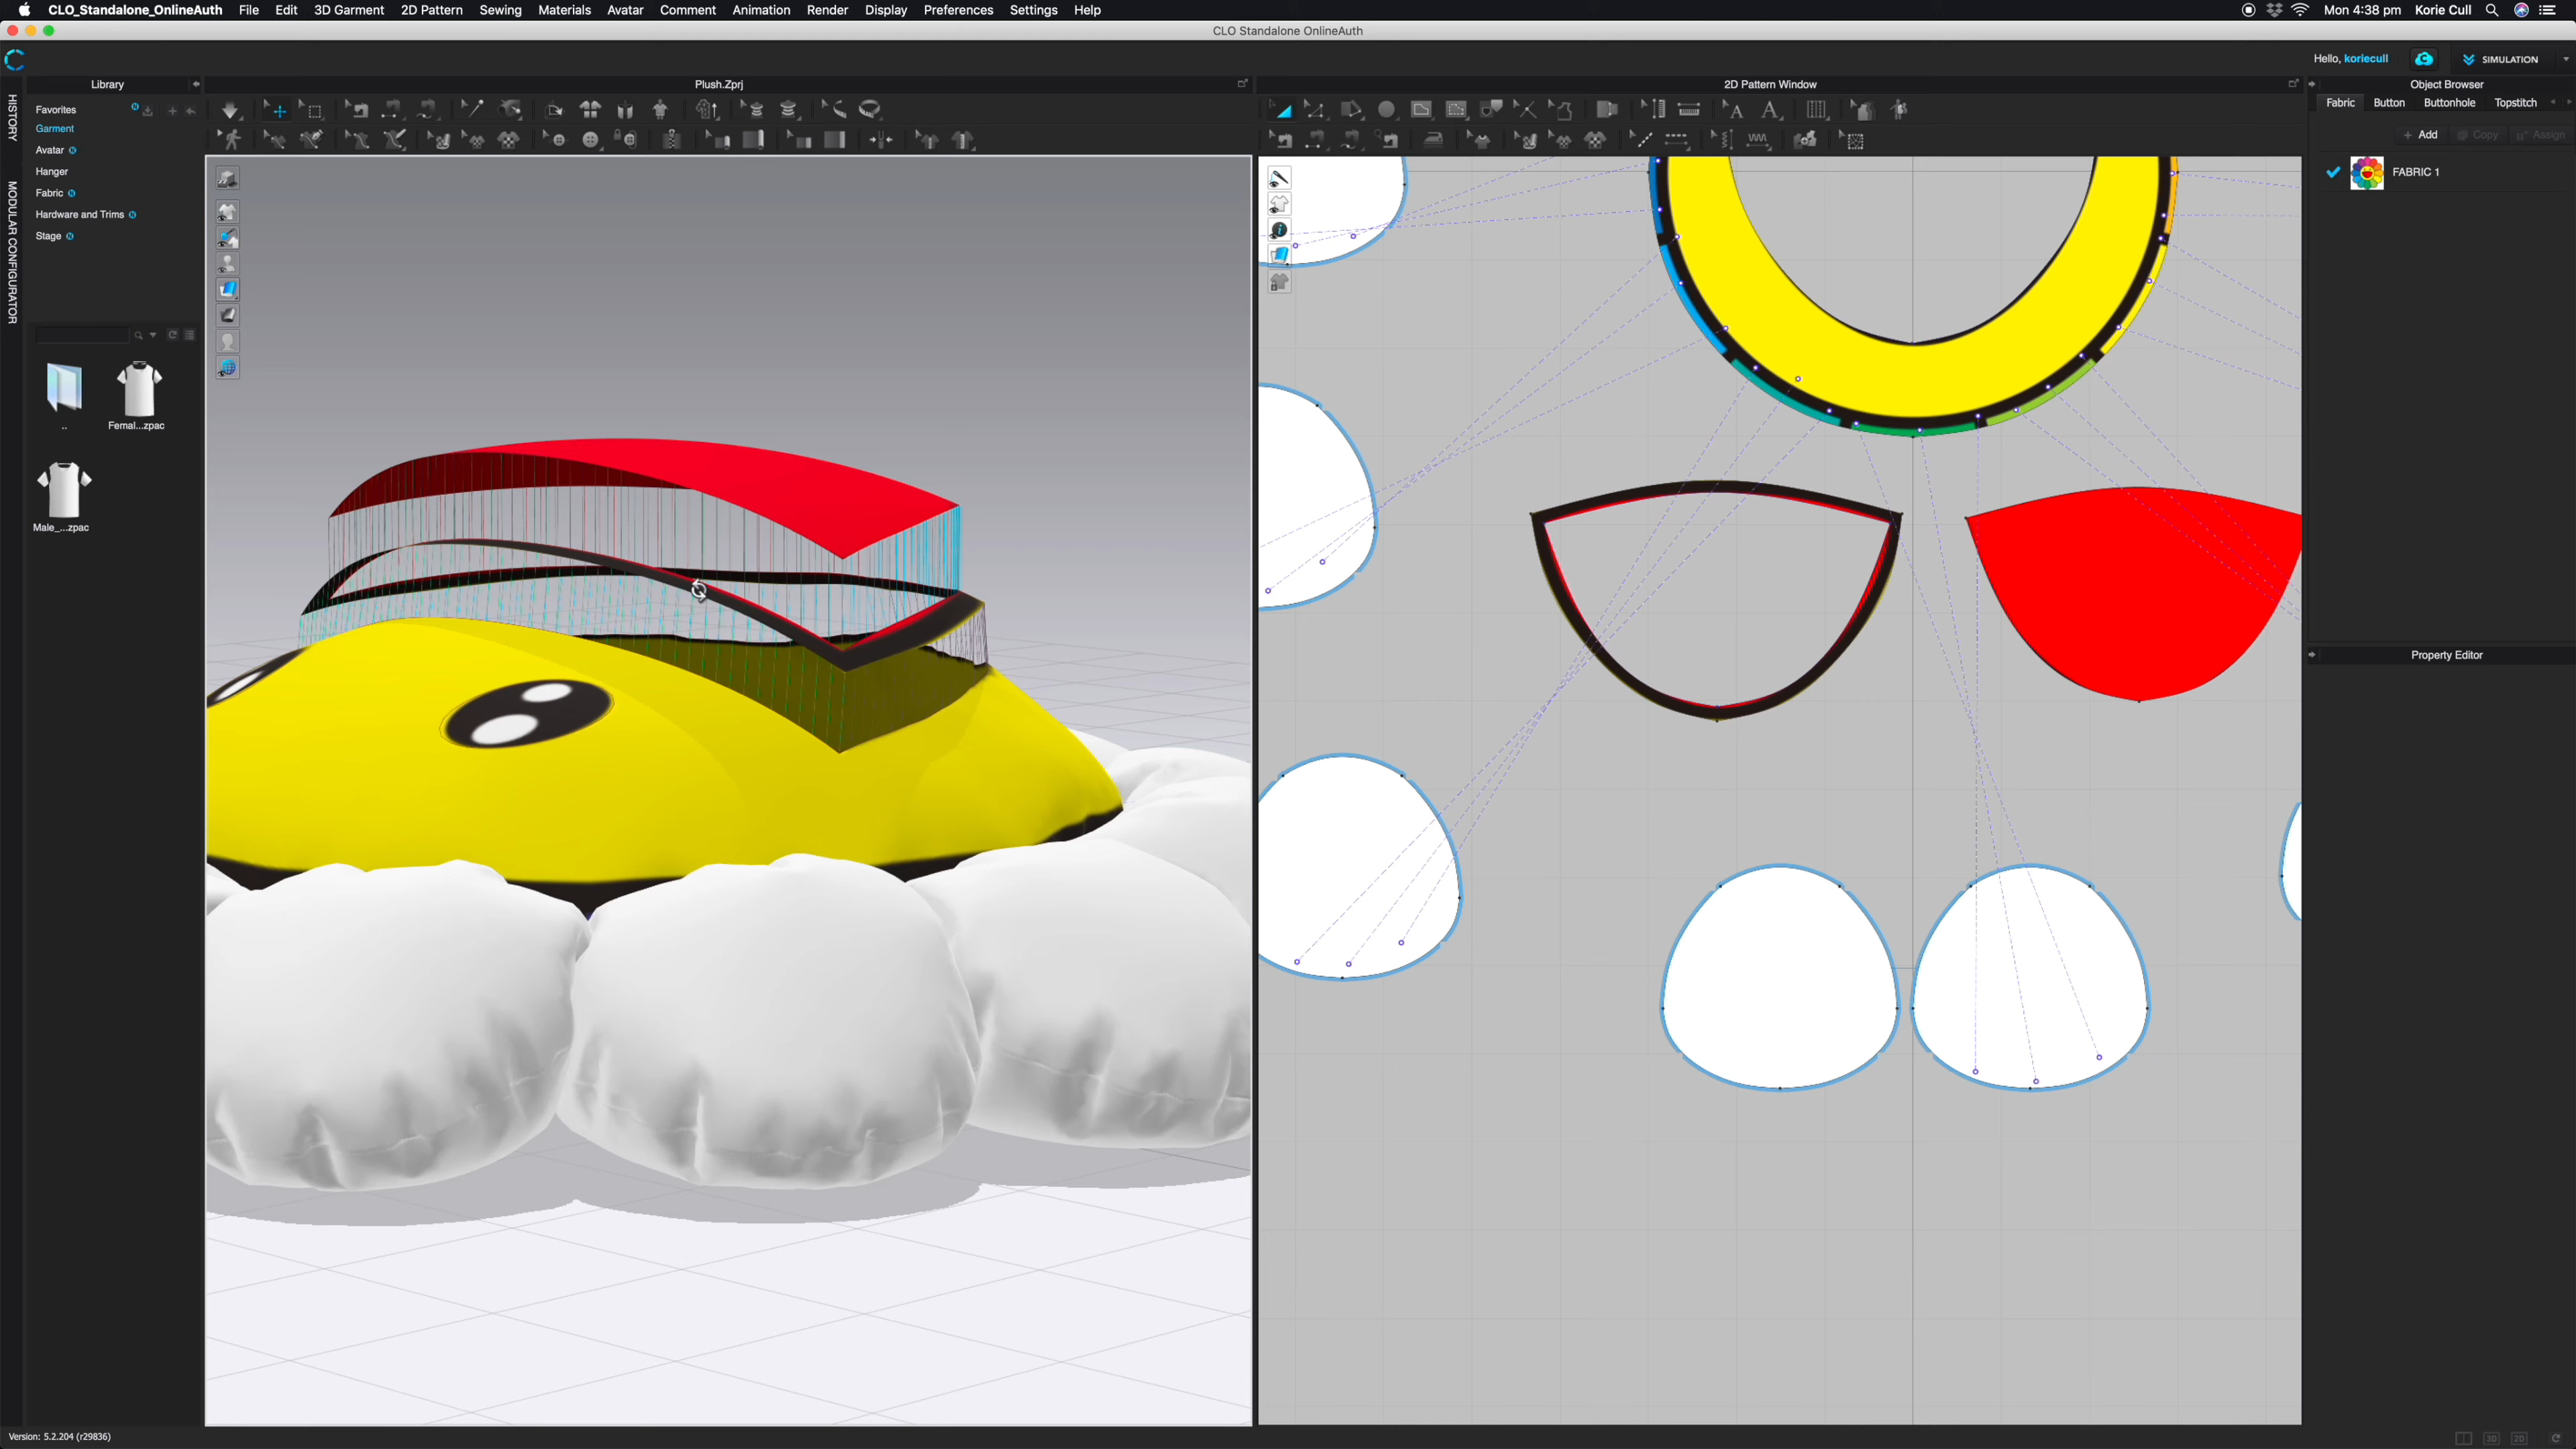 CLO_Standalone_OnlineAuth File Edit 3D Garment 2D Pattern Sewing Materials Avatar Comment Animation Render Display Preferences Settings Help Mon 4:38 pm Korie Cull
CLO Standalone OnlineAuth
Hello, koriecull SIMULATION
HISTORY
MODULAR CONFIGURATOR
Library
Favorites
Garment
Avatar
Hanger
Fabric
Hardware and Trims
Stage
..
Femal...zpac
Male_...zpac
Plush.Zprj
2D Pattern Window
Object Browser
Fabric Button Buttonhole Topstitch
+ Add Copy Assign
FABRIC 1
Property Editor
Version: 5.2.204 (r29836)
3D 2D